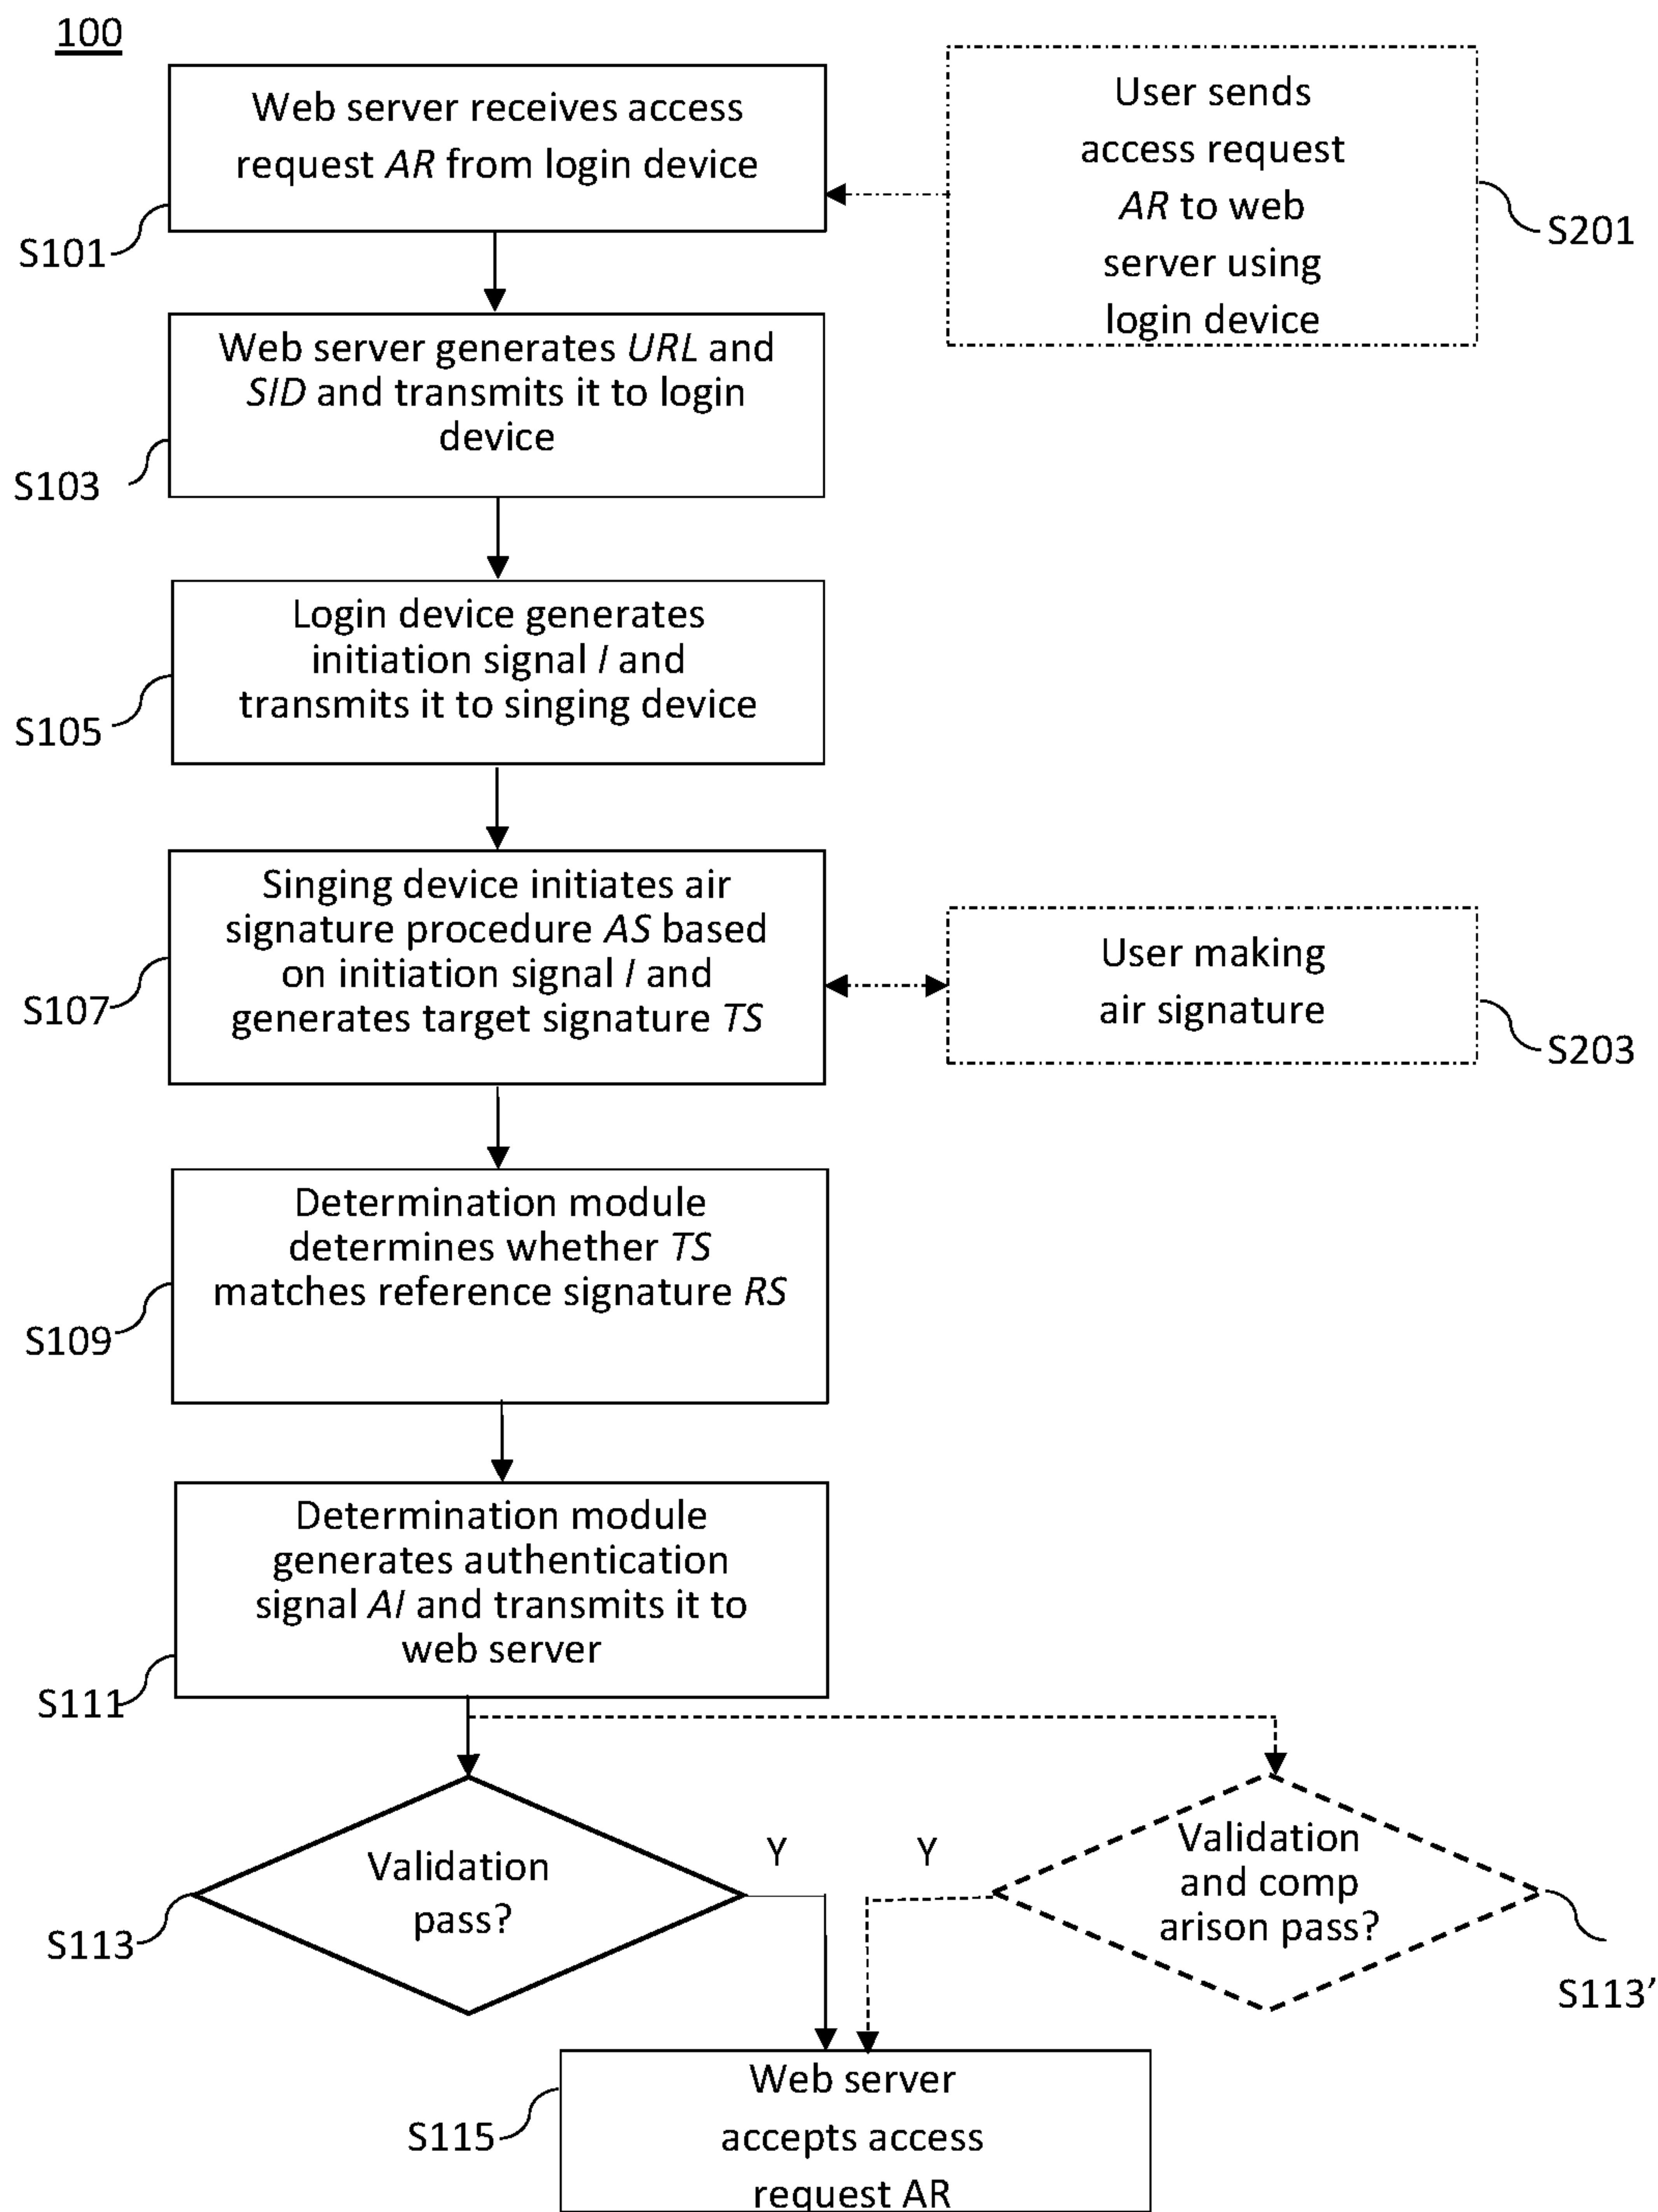 100
Web server receives access
request AR from login device
S101
User sends
access request
AR to web
server using
login device
S201
Web server generates URL and
SID and transmits it to login
device
S103
Login device generates
initiation signal I and
transmits it to singing device
S105
Singing device initiates air
signature procedure AS based
on initiation signal I and
generates target signature TS
S107
User making
air signature
S203
Determination module
determines whether TS
matches reference signature RS
S109
Determination module
generates authentication
signal AI and transmits it to
web server
S111
Validation
pass?
S113
Y
Y
Validation
and comp
arison pass?
S113’
Web server
accepts access
request AR
S115